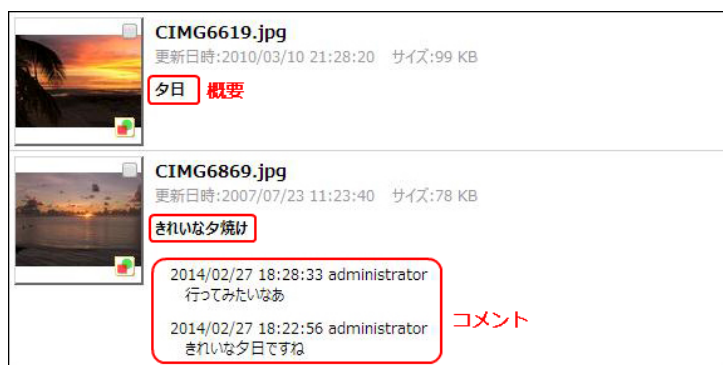 CIMG6619.jpg
更新日時:2010/03/10 21:28:20 サイズ:99 KB
夕日 概要
CIMG6869.jpg
更新日時:2007/07/23 11:23:40 サイズ:78 KB
きれいな夕焼け
2014/02/27 18:28:33 administrator
行ってみたいなあ
コメント
2014/02/27 18:22:56 administrator
きれいな夕日ですね